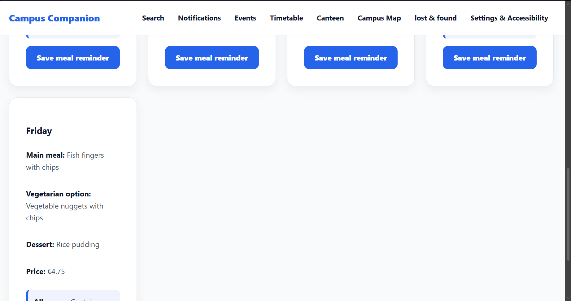 Campus Companion
Search Notifications Events Timetable Canteen Campus Map lost & found Settings & Accessibility
Save meal reminder Save meal reminder Save meal reminder Save meal reminder
Friday
Main meal: Fish fingers
with chips
Vegetarian option:
Vegetable nuggets with
chips
Dessert: Rice pudding
Price: €4.75